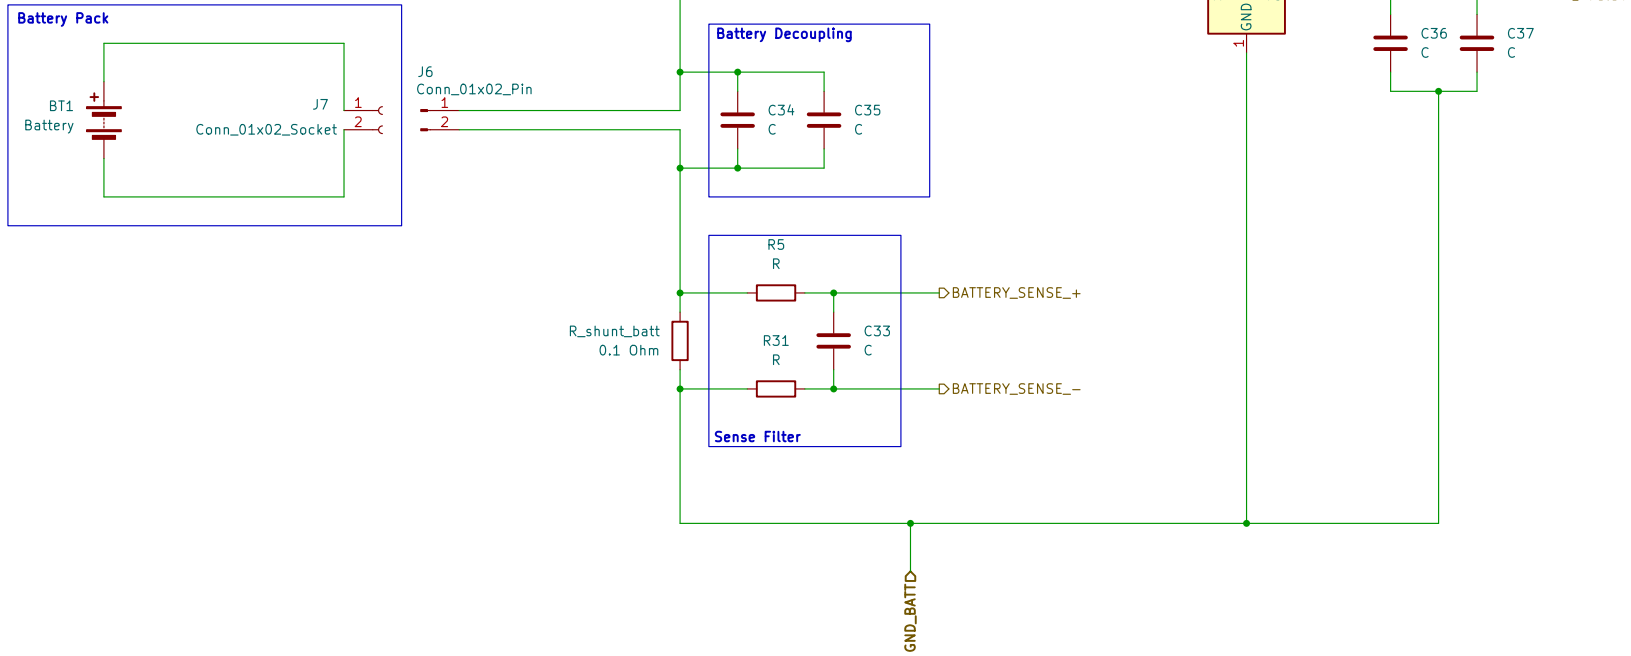 Battery Pack
BT1
Battery
J7
Conn_01x02_Socket
1
2
J6
Conn_01x02_Pin
1
2
Battery Decoupling
C34
C
C35
C
R5
R
BATTERY_SENSE_+
R_shunt_batt
0.1 Ohm
R31
R
C33
C
BATTERY_SENSE_-
Sense Filter
GND
1
C36
C
C37
C
GND_BATT